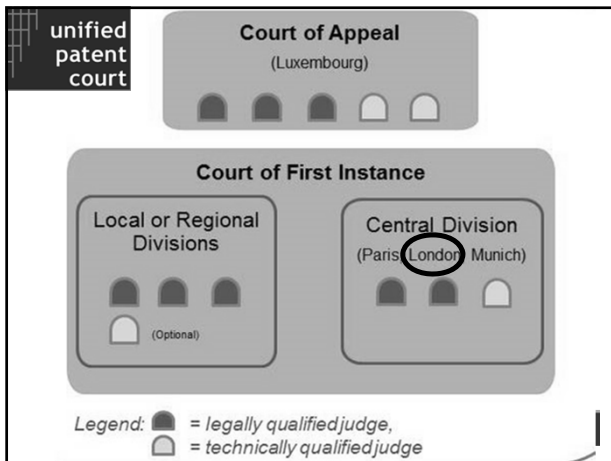 unified
patent
court
Court of Appeal
(Luxembourg)
Court of First Instance
Local or Regional
Divisions
(Optional)
Central Division
(Paris London Munich)
Legend: = legally qualified judge,
= technically qualified judge